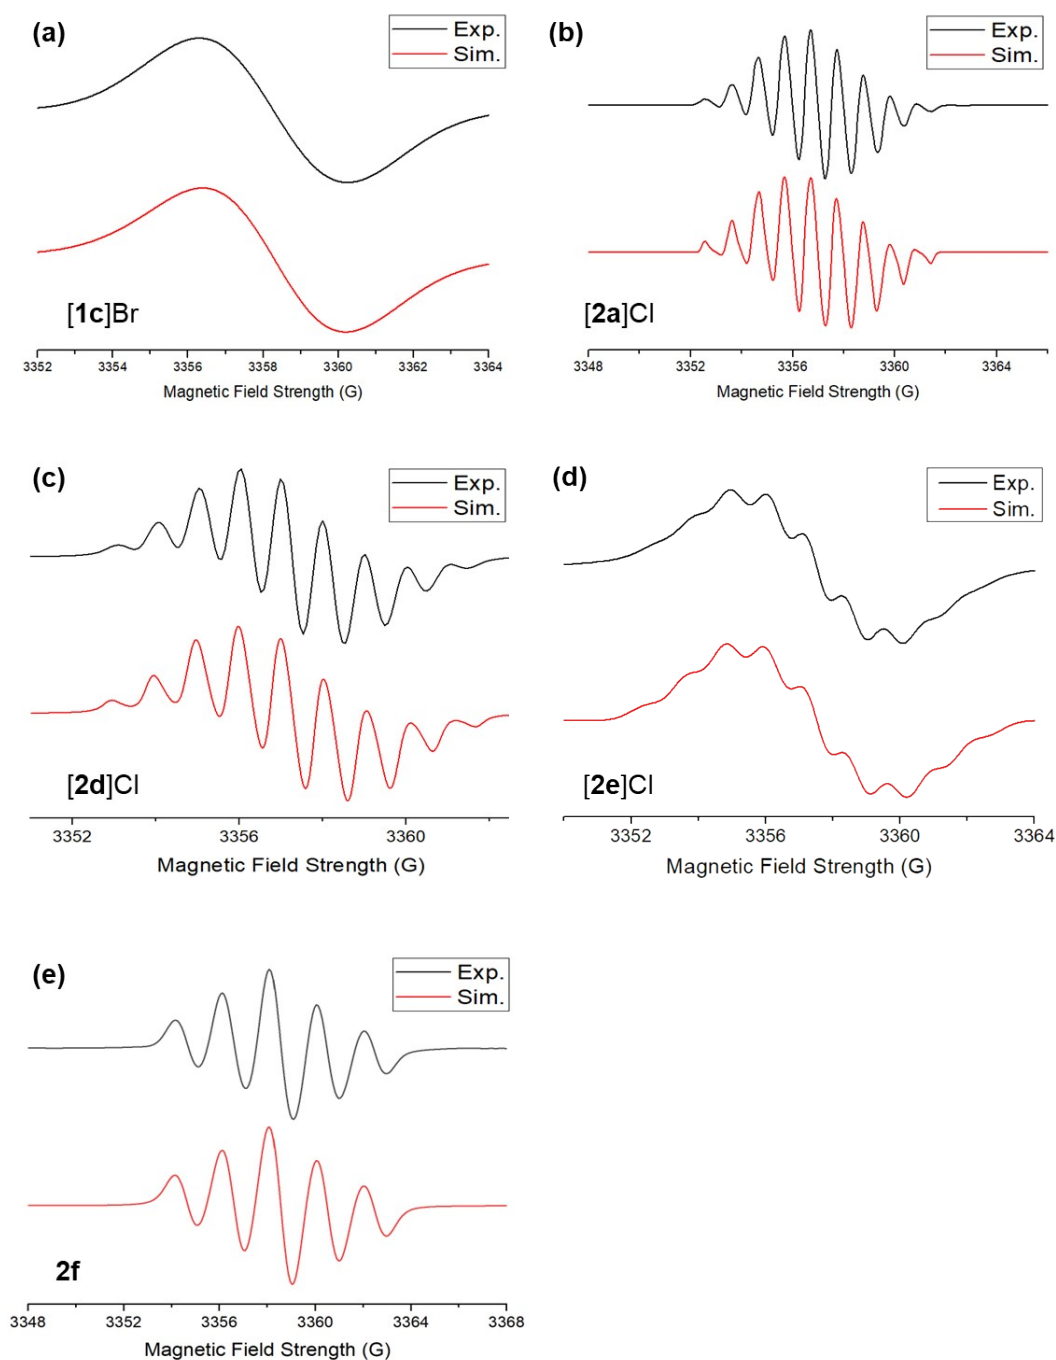 (a)
Exp.
Sim.
[1c]Br
3352 3354 3356 3358 3360 3362 3364
Magnetic Field Strength (G)
(b)
Exp.
Sim.
[2a]Cl
3348 3352 3356 3360 3364
Magnetic Field Strength (G)
(c)
Exp.
Sim.
[2d]Cl
3352 3356 3360
Magnetic Field Strength (G)
(d)
Exp.
Sim.
[2e]Cl
3352 3356 3360 3364
Magnetic Field Strength (G)
(e)
Exp.
Sim.
2f
3348 3352 3356 3360 3364 3368
Magnetic Field Strength (G)